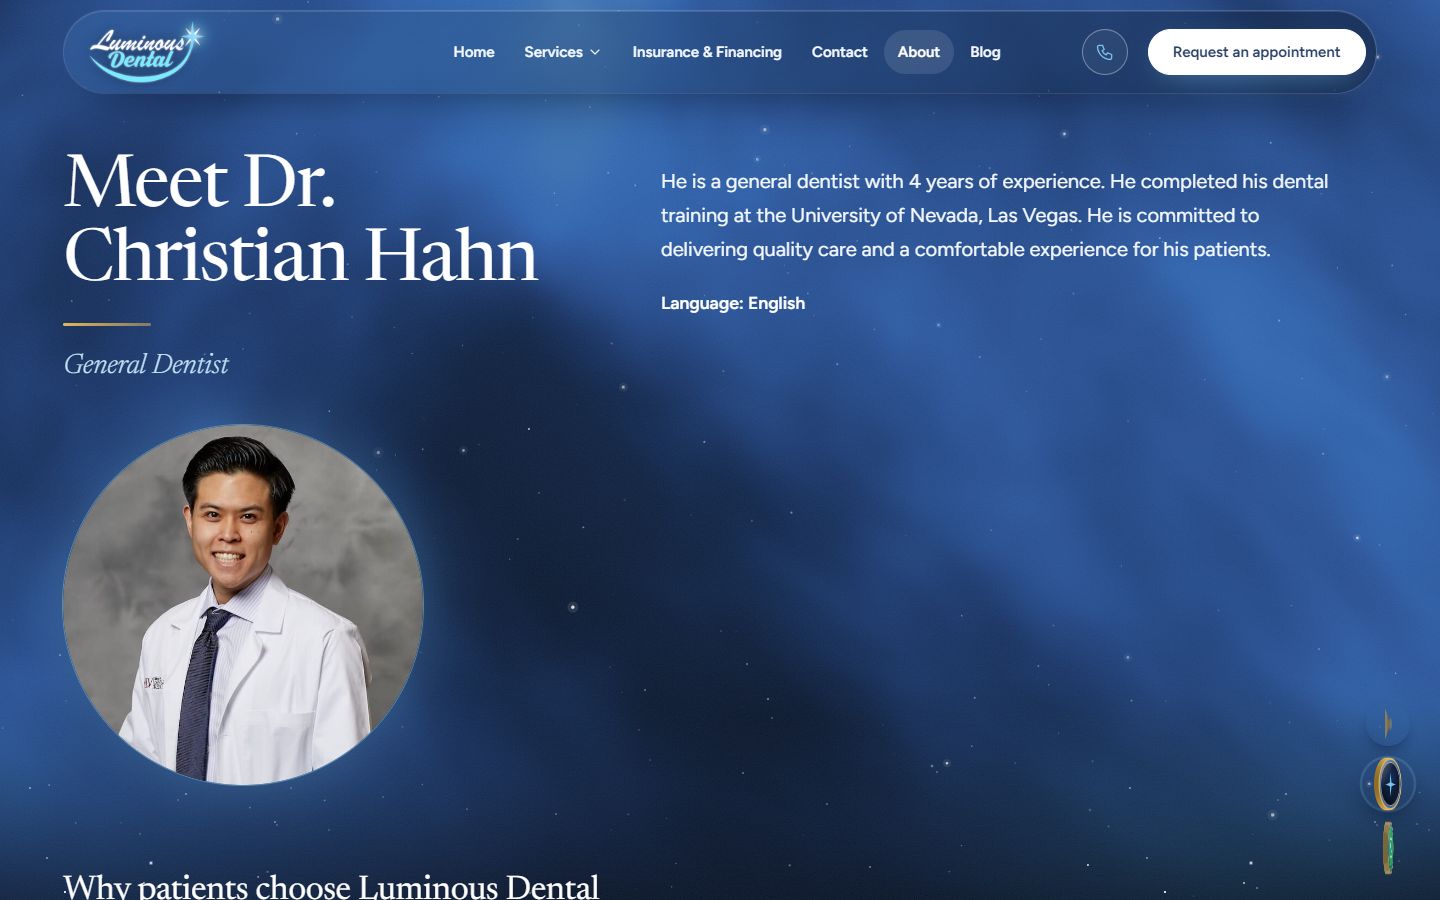 Luminous
Dental
Home
Services
Insurance & Financing
Contact
About
Blog
Request an appointment
Meet Dr.
Christian Hahn
General Dentist
He is a general dentist with 4 years of experience. He completed his dental
training at the University of Nevada, Las Vegas. He is committed to
delivering quality care and a comfortable experience for his patients.
Language: English
Why patients choose Luminous Dental